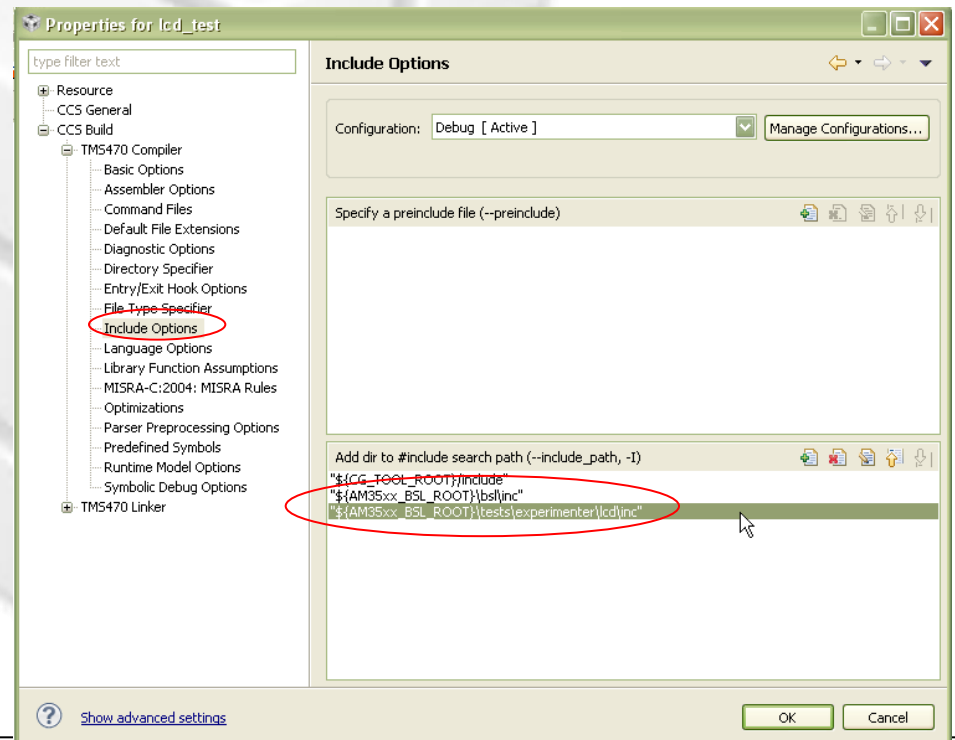 Properties for lcd_test
type filter text
Resource
CCS General
CCS Build
TMS470 Compiler
Basic Options
Assembler Options
Command Files
Default File Extensions
Diagnostic Options
Directory Specifier
Entry/Exit Hook Options
File Type Specifier
Include Options
Language Options
Library Function Assumptions
MISRA-C:2004: MISRA Rules
Optimizations
Parser Preprocessing Options
Predefined Symbols
Runtime Model Options
Symbolic Debug Options
TMS470 Linker
Include Options
Configuration: Debug [ Active ] Manage Configurations...
Specify a preinclude file (--preinclude)
Add dir to #include search path (--include_path, -I)
"${CG_TOOL_ROOT}/include"
"${AM35xx_BSL_ROOT}\bsl\inc"
"${AM35xx_BSL_ROOT}\tests\experimenter\lcd\inc"
Show advanced settings
OK Cancel